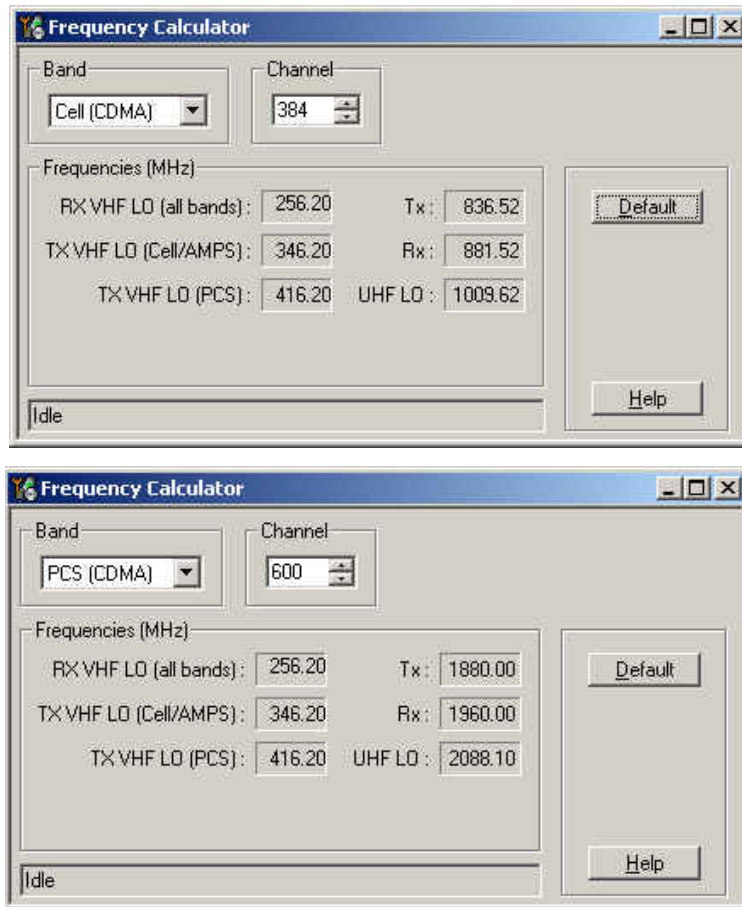 Frequency Calculator
Band
Channel
Cell (CDMA)
384
Frequencies (MHz)
RX VHF LO (all bands) : 256.20 Tx : 836.52
Default
TX VHF LO (Cell/AMPS) : 346.20 Rx : 881.52
TX VHF LO (PCS) : 416.20 UHF LO : 1009.62
Help
Idle
Frequency Calculator
Band
Channel
PCS (CDMA)
600
Frequencies (MHz)
RX VHF LO (all bands) : 256.20 Tx : 1880.00
Default
TX VHF LO (Cell/AMPS) : 346.20 Rx : 1960.00
TX VHF LO (PCS) : 416.20 UHF LO : 2088.10
Help
Idle